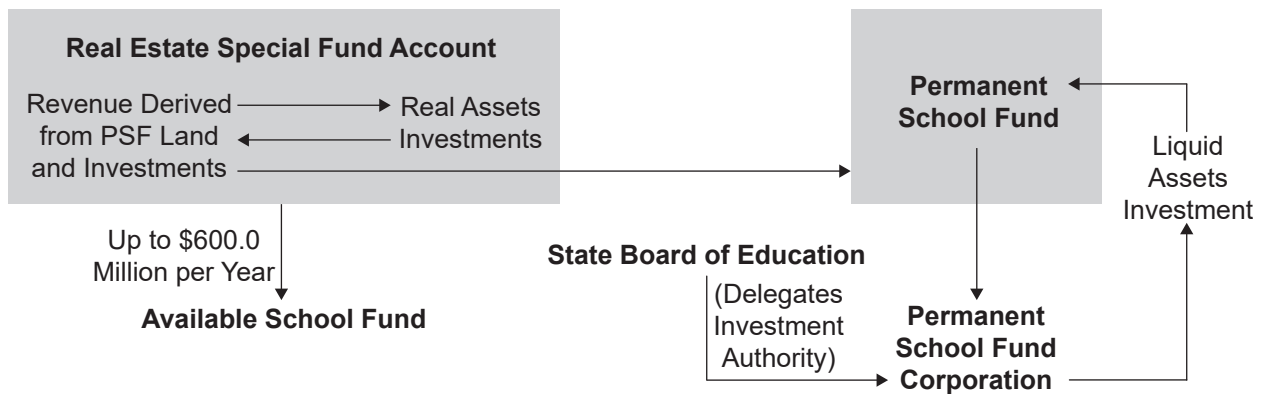 Real Estate Special Fund Account
Revenue Derived
from PSF Land
and Investments
Real Assets
Investments
Up to $600.0
Million per Year
Available School Fund
State Board of Education
(Delegates
Investment
Authority)
Permanent
School Fund
Permanent
School Fund
Corporation
Liquid
Assets
Investment